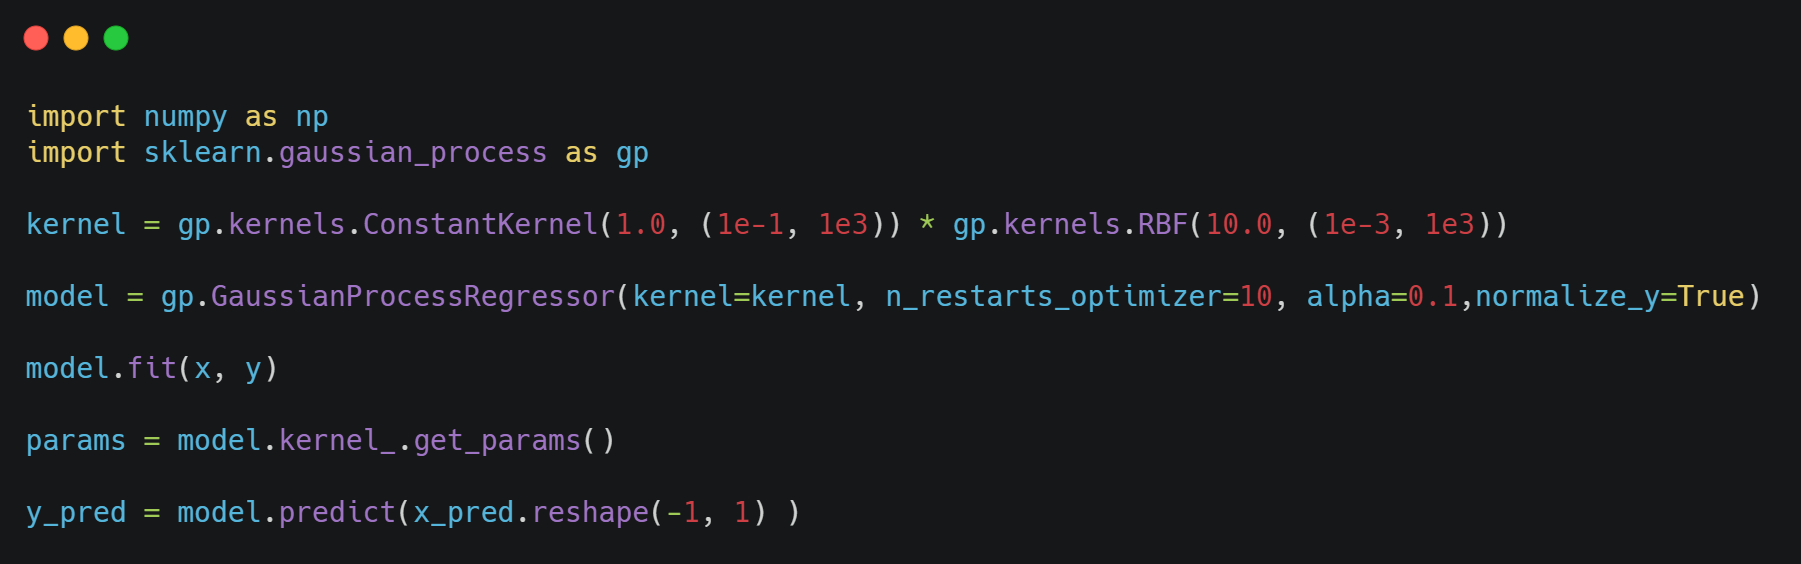 import numpy as np
import sklearn.gaussian_process as gp
kernel = gp.kernels.ConstantKernel(1.0, (1e-1, 1e3)) * gp.kernels.RBF(10.0, (1e-3, 1e3))
model = gp.GaussianProcessRegressor(kernel=kernel, n_restarts_optimizer=10, alpha=0.1,normalize_y=True)
model.fit(x, y)
params = model.kernel_.get_params()
y_pred = model.predict(x_pred.reshape(-1, 1) )